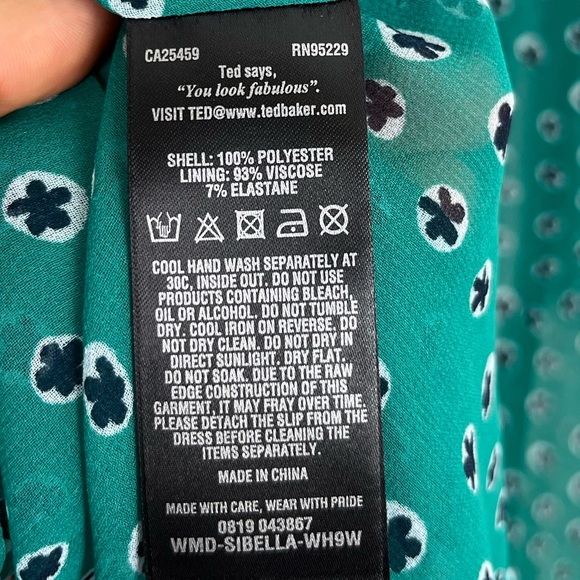 CA25459 RN95229
Ted says,
"You look fabulous".
VISIT TED@www.tedbaker.com
SHELL: 100% POLYESTER
LINING: 93% VISCOSE
7% ELASTANE
COOL HAND WASH SEPARATELY AT
30C, INSIDE OUT. DO NOT USE
PRODUCTS CONTAINING BLEACH,
OIL OR ALCOHOL. DO NOT TUMBLE
DRY. COOL IRON ON REVERSE. DO
NOT DRY CLEAN. DO NOT DRY IN
DIRECT SUNLIGHT. DRY FLAT.
DO NOT SOAK. DUE TO THE RAW
EDGE CONSTRUCTION OF THIS
GARMENT, IT MAY FRAY OVER TIME.
PLEASE DETACH THE SLIP FROM THE
DRESS BEFORE CLEANING THE
ITEMS SEPARATELY.
MADE IN CHINA
MADE WITH CARE, WEAR WITH PRIDE
0819 043867
WMD-SIBELLA-WH9W